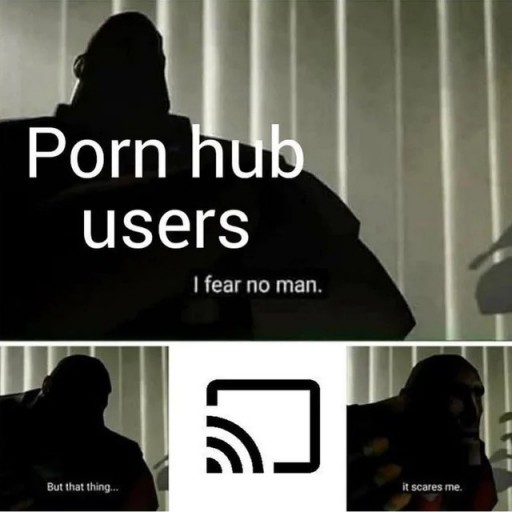 Porn hub
users
I fear no man.
But that thing...
it scares me.